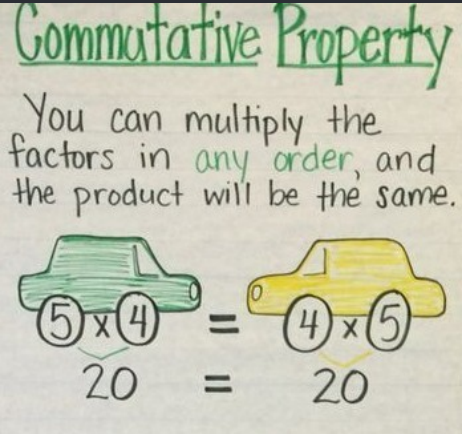 Commutative Property
You can multiply the
factors in any order, and
the product will be the same.
5 x 4 = 4 x 5
20 = 20